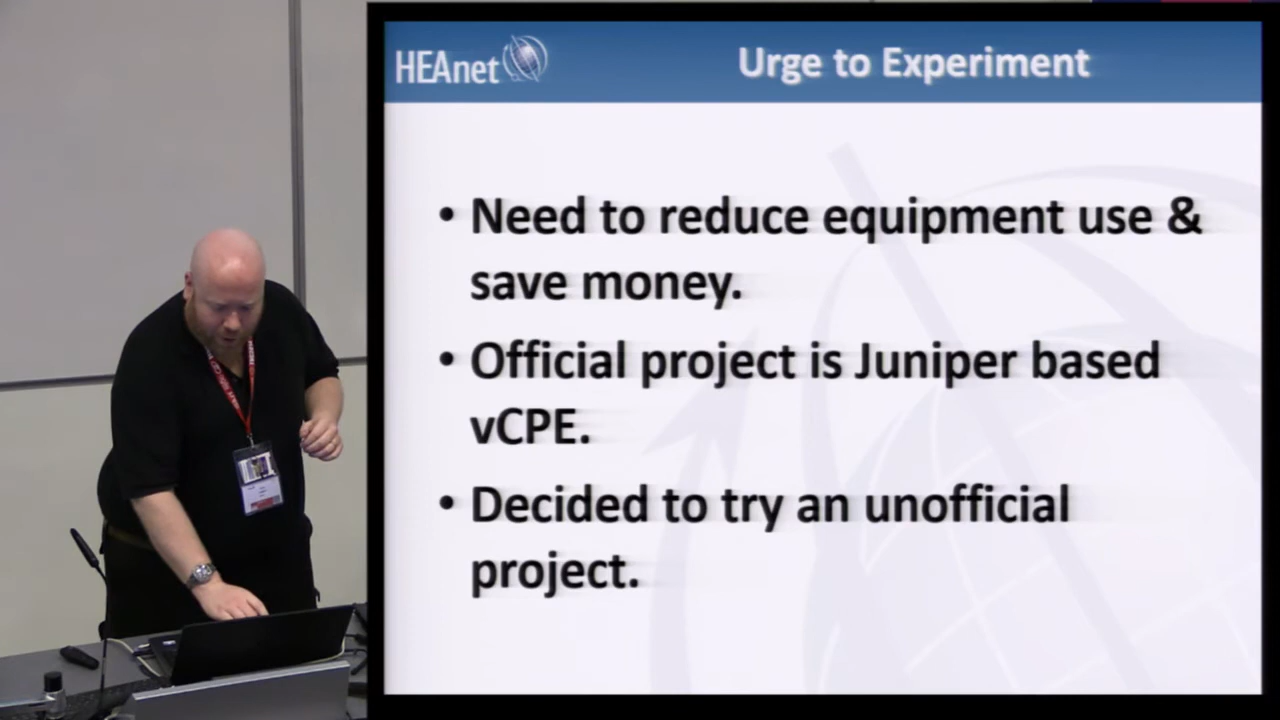 HEAnet
Urge to Experiment
• Need to reduce equipment use &
save money.
• Official project is Juniper based
vCPE.
• Decided to try an unofficial
project.